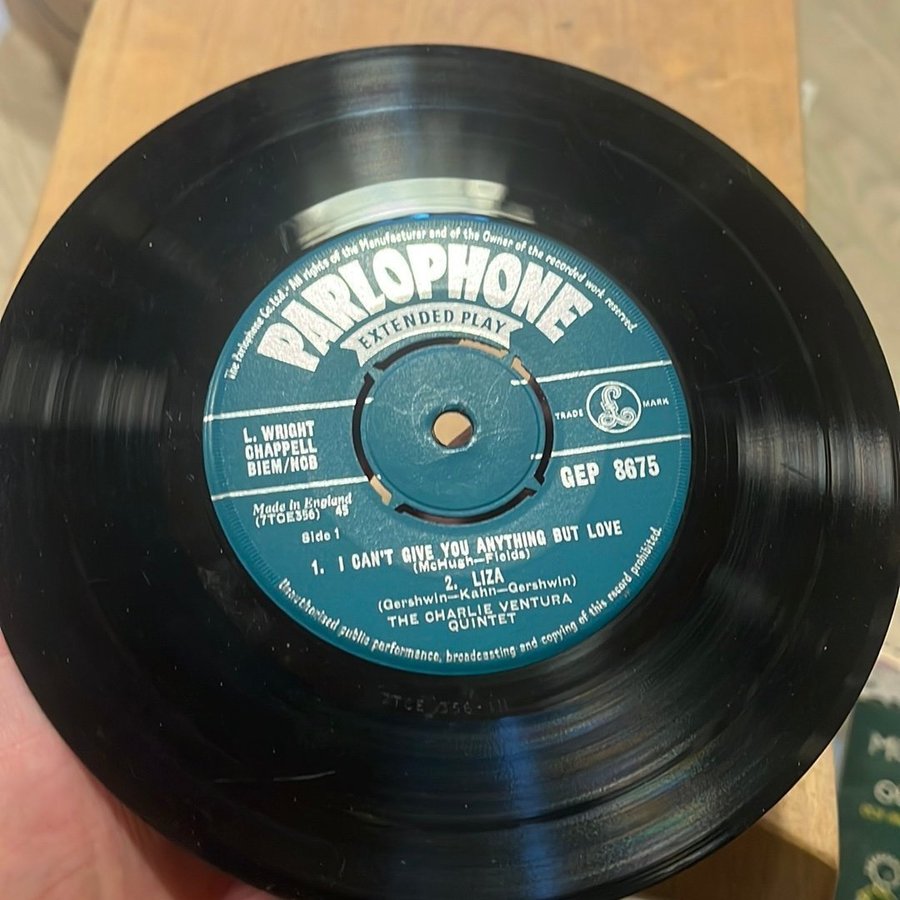 The Parlophone Co. Ltd.- All rights of the Manufacturer and of the Owner of the recorded work reserved.
PARLOPHONE
EXTENDED PLAY
TRADE £ MARK
L. WRIGHT
CHAPPELL
BIEM/NCB
GEP 8675
Made in England
(7TCE356) 45
Side 1
1. I CAN'T GIVE YOU ANYTHING BUT LOVE
(McHugh—Fields)
2. LIZA
(Gershwin—Kahn—Gershwin)
THE CHARLIE VENTURA
QUINTET
Unauthorised public performance, broadcasting and copying of this record prohibited.
7TCE 356-